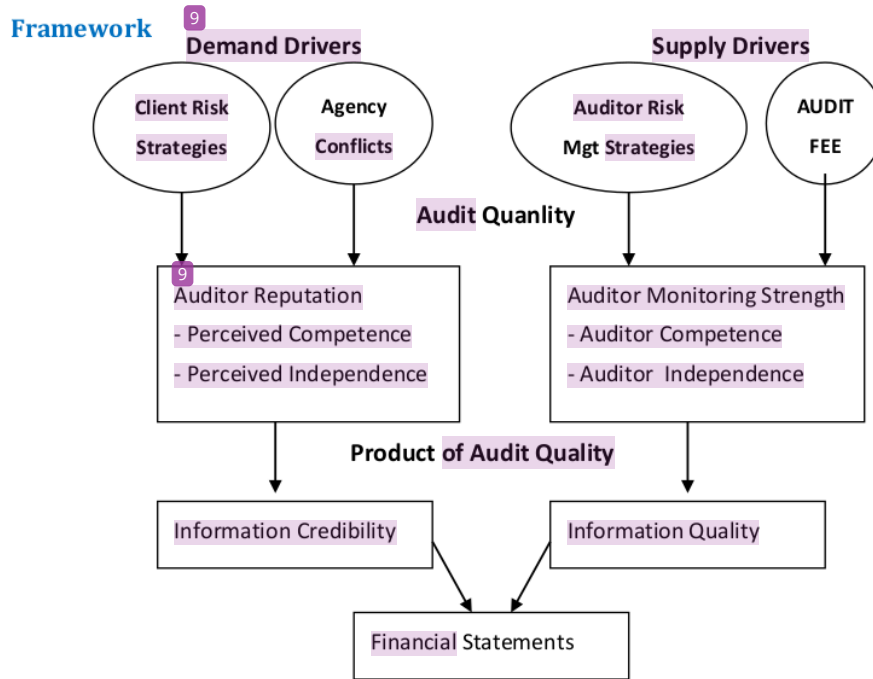 Framework
9
Demand Drivers
Supply Drivers
Client Risk
Strategies
Agency
Conflicts
Auditor Risk
Mgt Strategies
AUDIT
FEE
Audit Quanlity
9
Auditor Reputation
- Perceived Competence
- Perceived Independence
Auditor Monitoring Strength
- Auditor Competence
- Auditor Independence
Product of Audit Quality
Information Credibility
Information Quality
Financial Statements